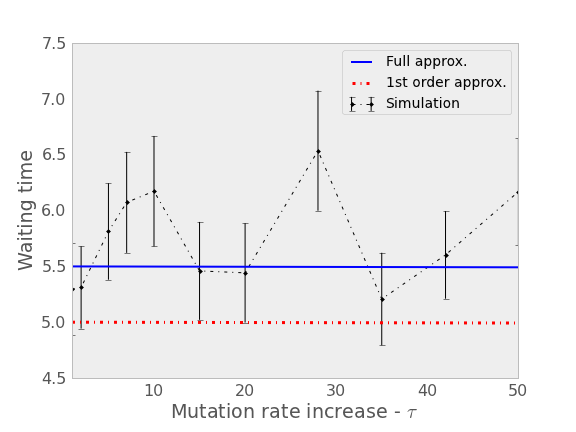 7.5
7.0
6.5
6.0
5.5
5.0
4.5
Waiting time
Full approx.
1st order approx.
Simulation
10
20
30
40
50
Mutation rate increase - τ